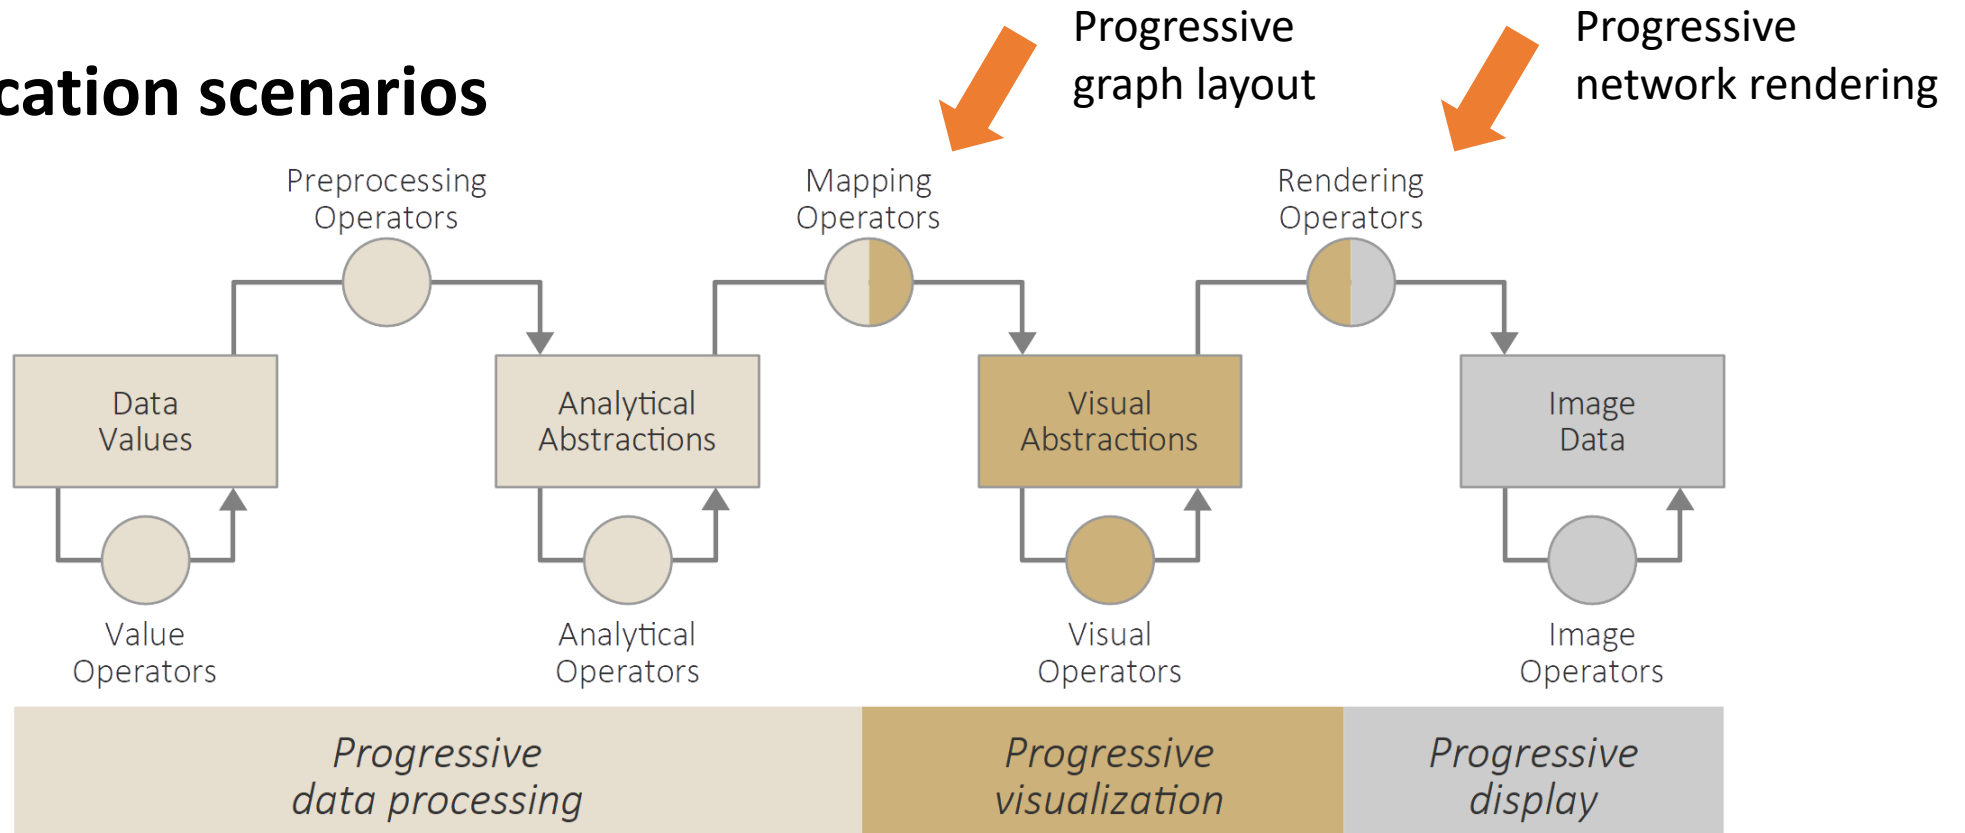 cation scenarios
Progressive
graph layout
Progressive
network rendering
Preprocessing
Operators
Mapping
Operators
Rendering
Operators
Data
Values
Analytical
Abstractions
Visual
Abstractions
Image
Data
Value
Operators
Analytical
Operators
Visual
Operators
Image
Operators
Progressive
data processing
Progressive
visualization
Progressive
display